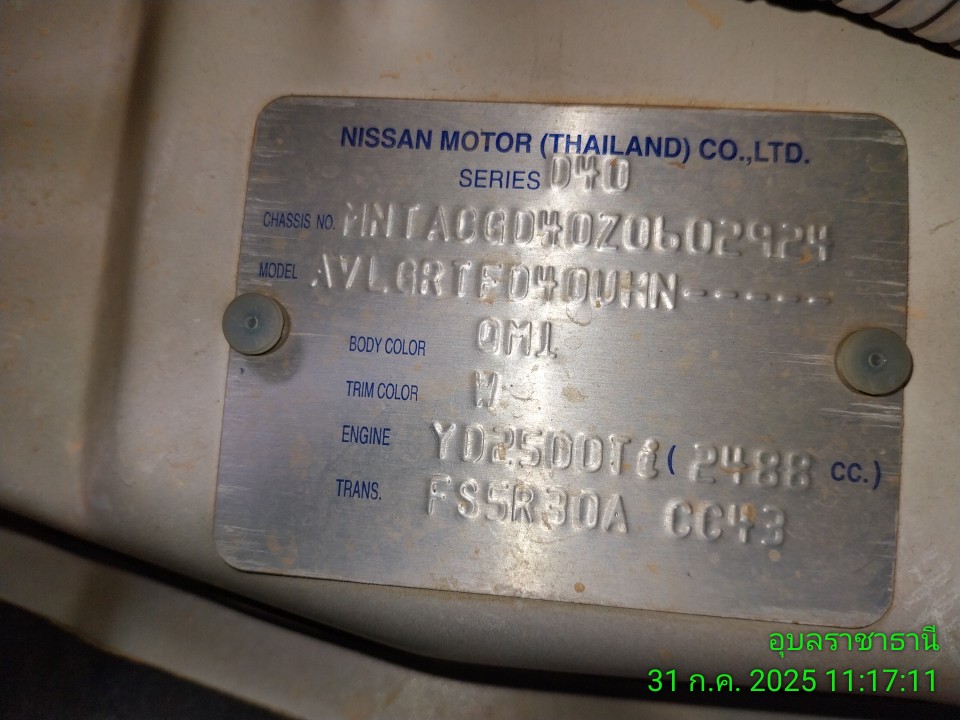 NISSAN MOTOR (THAILAND) CO.,LTD.
SERIES D40
CHASSIS NO. MNTACGD40Z0602924
MODEL AVLGRTFD40UHN------
BODY COLOR QM1
TRIM COLOR W
ENGINE YD25DDTi ( 2488 CC.)
TRANS. FS5R30A CC43
อุบลราชาธานี
31 ก.ค. 2025 11:17:11